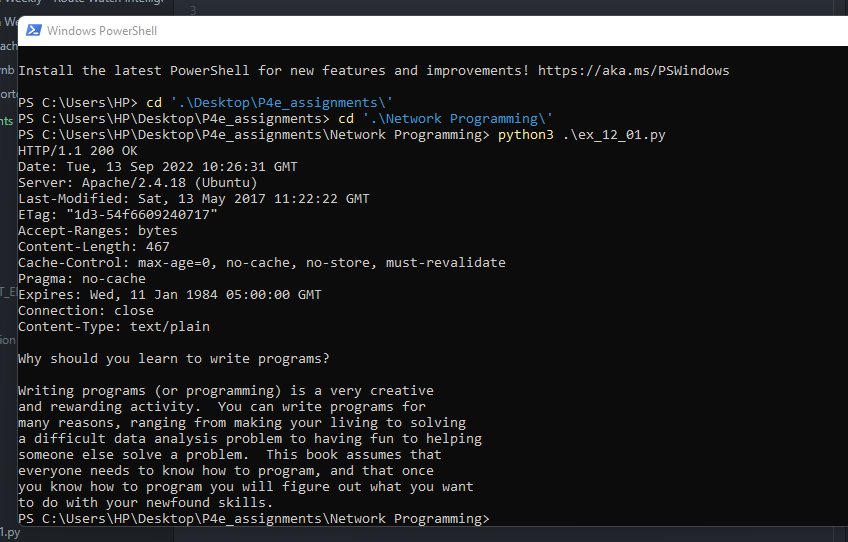 Weekly - Route Watch Intellig.
3
Windows PowerShell
Install the latest PowerShell for new features and improvements! https://aka.ms/PSWindows
PS C:\Users\HP> cd '.\Desktop\P4e_assignments\'
PS C:\Users\HP\Desktop\P4e_assignments> cd '.\Network Programming\'
PS C:\Users\HP\Desktop\P4e_assignments\Network Programming> python3 .\ex_12_01.py
HTTP/1.1 200 OK
Date: Tue, 13 Sep 2022 10:26:31 GMT
Server: Apache/2.4.18 (Ubuntu)
Last-Modified: Sat, 13 May 2017 11:22:22 GMT
ETag: "1d3-54f6609240717"
Accept-Ranges: bytes
Content-Length: 467
Cache-Control: max-age=0, no-cache, no-store, must-revalidate
Pragma: no-cache
Expires: Wed, 11 Jan 1984 05:00:00 GMT
Connection: close
Content-Type: text/plain
Why should you learn to write programs?
Writing programs (or programming) is a very creative
and rewarding activity.  You can write programs for
many reasons, ranging from making your living to solving
a difficult data analysis problem to having fun to helping
someone else solve a problem.  This book assumes that
everyone needs to know how to program, and that once
you know how to program you will figure out what you want
to do with your newfound skills.
PS C:\Users\HP\Desktop\P4e_assignments\Network Programming>
1.py